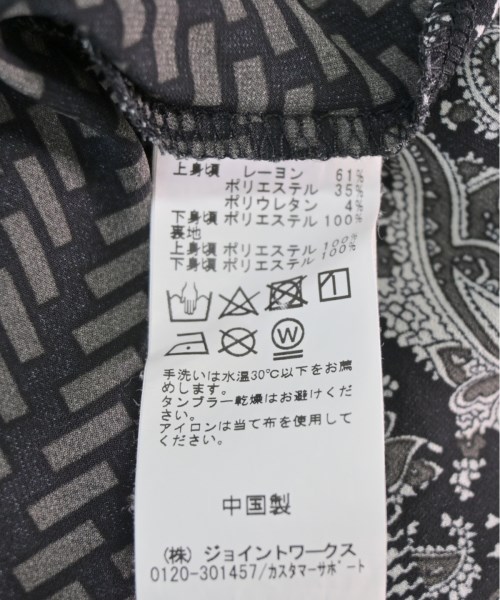 上身頃 レーヨン 61%
ポリエステル 35%
ポリウレタン 4%
下身頃 ポリエステル 100%
裏地
上身頃 ポリエステル 100%
下身頃 ポリエステル 100%
W
手洗いは水温30℃以下をお薦
めします。
タンブラー乾燥はお避けくだ
さい。
アイロンは当て布を使用して
ください。
中国製
(株) ジョイントワークス
0120-301457/カスタマーサポート